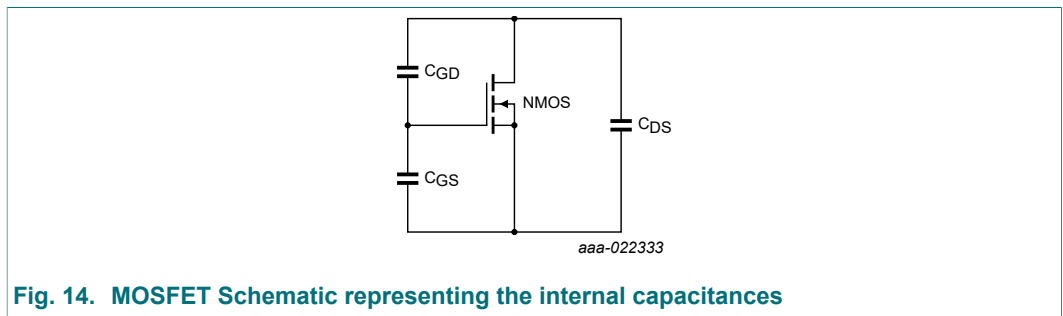 CGD
NMOS
CDS
CGS
aaa-022333
Fig. 14. MOSFET Schematic representing the internal capacitances